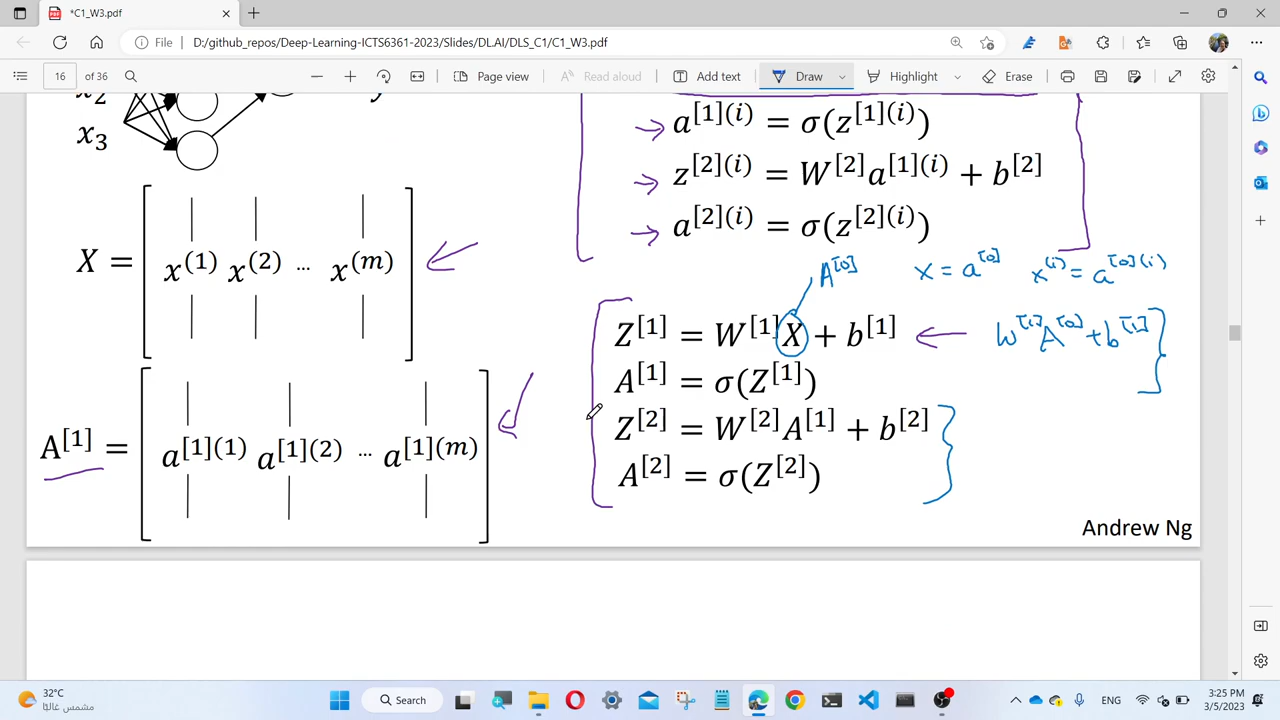 *C1_W3.pdf
File D:/github_repos/Deep-Learning-ICTS6361-2023/Slides/DL.AI/DLS_C1/C1_W3.pdf
16 of 36 Page view Read aloud Add text Draw Highlight Erase
x₃
a^[1](i) = σ(z^[1](i))
z^[2](i) = W^[2]a^[1](i) + b^[2]
a^[2](i) = σ(z^[2](i))
X = [ x^(1) x^(2) ... x^(m) ]
A^[0] x = a^[0] x^(i) = a^[0](i)
Z^[1] = W^[1]X + b^[1] W^[1]A^[0]+b^[1]
A^[1] = σ(Z^[1])
Z^[2] = W^[2]A^[1] + b^[2]
A^[2] = σ(Z^[2])
A^[1] = [ a^[1](1) a^[1](2) ... a^[1](m) ]
Andrew Ng
32°C
مشمس غالبًا
Search
ENG
3:25 PM
3/5/2023